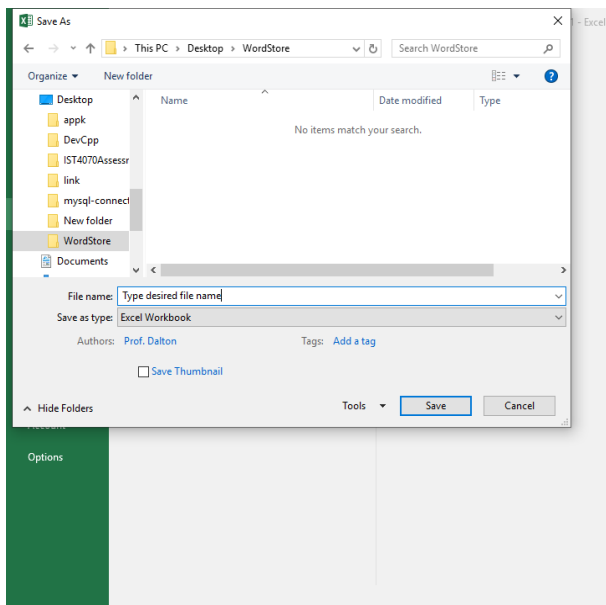 Save As
1 - Excel
This PC > Desktop > WordStore
Search WordStore
Organize
New folder
Name
Date modified
Type
No items match your search.
Desktop
appk
DevCpp
IST4070Assessr
link
mysql-connect
New folder
WordStore
Documents
File name: Type desired file name
Save as type: Excel Workbook
Authors: Prof. Dalton
Tags: Add a tag
Save Thumbnail
Hide Folders
Tools
Save
Cancel
Options